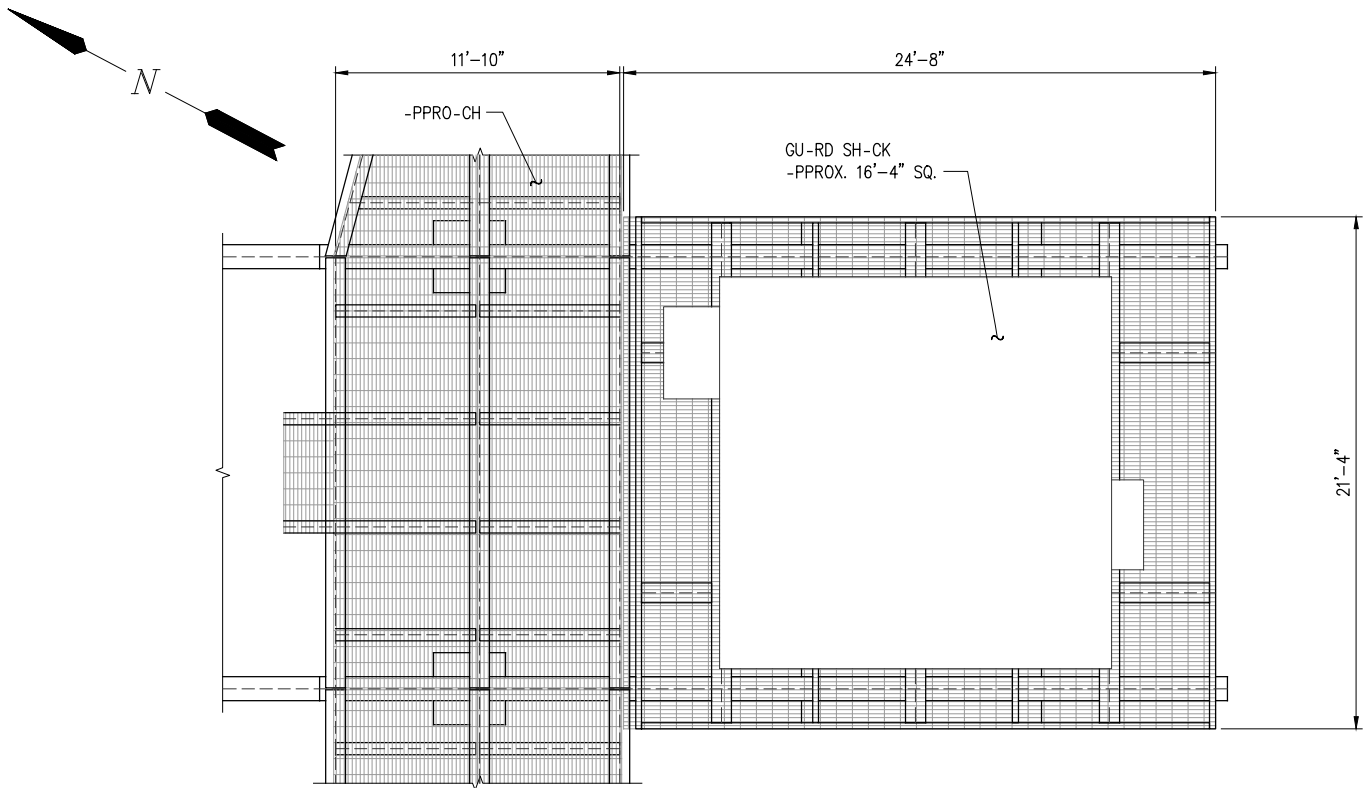 11'-10"
24'-8"
N
-PPRO-CH
GU-RD SH-CK
-PPROX. 16'-4" SQ.
21'-4"